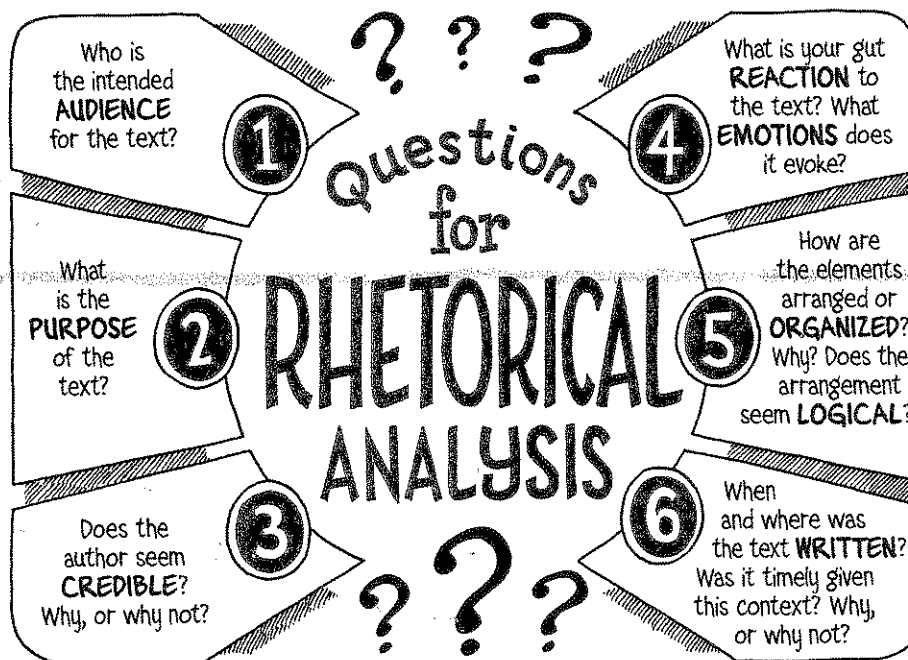 Questions
for
RHETORICAL
ANALYSIS
1
Who is
the intended
AUDIENCE
for the text?
2
What
is the
PURPOSE
of the
text?
3
Does the
author seem
CREDIBLE?
Why, or why not?
4
What is your gut
REACTION to
the text? What
EMOTIONS does
it evoke?
5
How are
the elements
arranged or
ORGANIZED?
Why? Does the
arrangement
seem LOGICAL?
6
When
and where was
the text WRITTEN?
Was it timely given
this context? Why,
or why not?
? ? ?
? ? ?